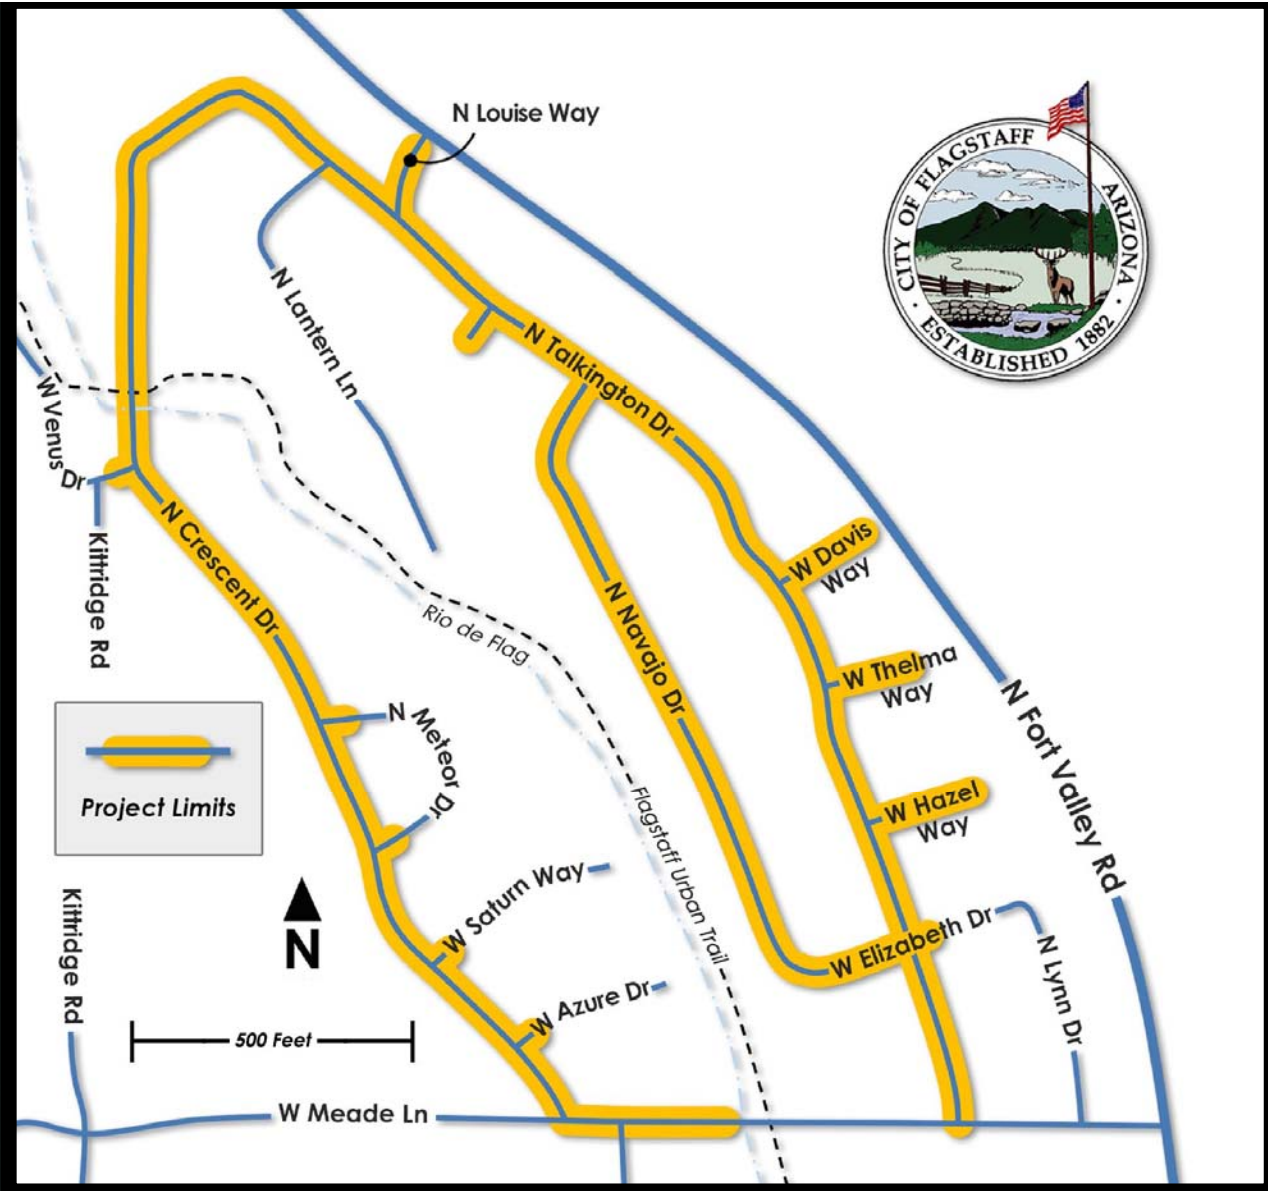 N Louise Way
CITY OF FLAGSTAFF
ARIZONA
· ESTABLISHED 1882 ·
N Lantern Ln
N Talkington Dr
W Venus
Dr
N Crescent Dr
Kittridge Rd
W Davis
Way
Rio de Flag
N Navajo Dr
W Thelma
Way
N Fort Valley Rd
N Meteor Dr
Project Limits
W Hazel
Way
Flagstaff Urban Trail
W Saturn Way
W Elizabeth Dr
N Lynn Dr
Kittridge Rd
N
W Azure Dr
500 Feet
W Meade Ln